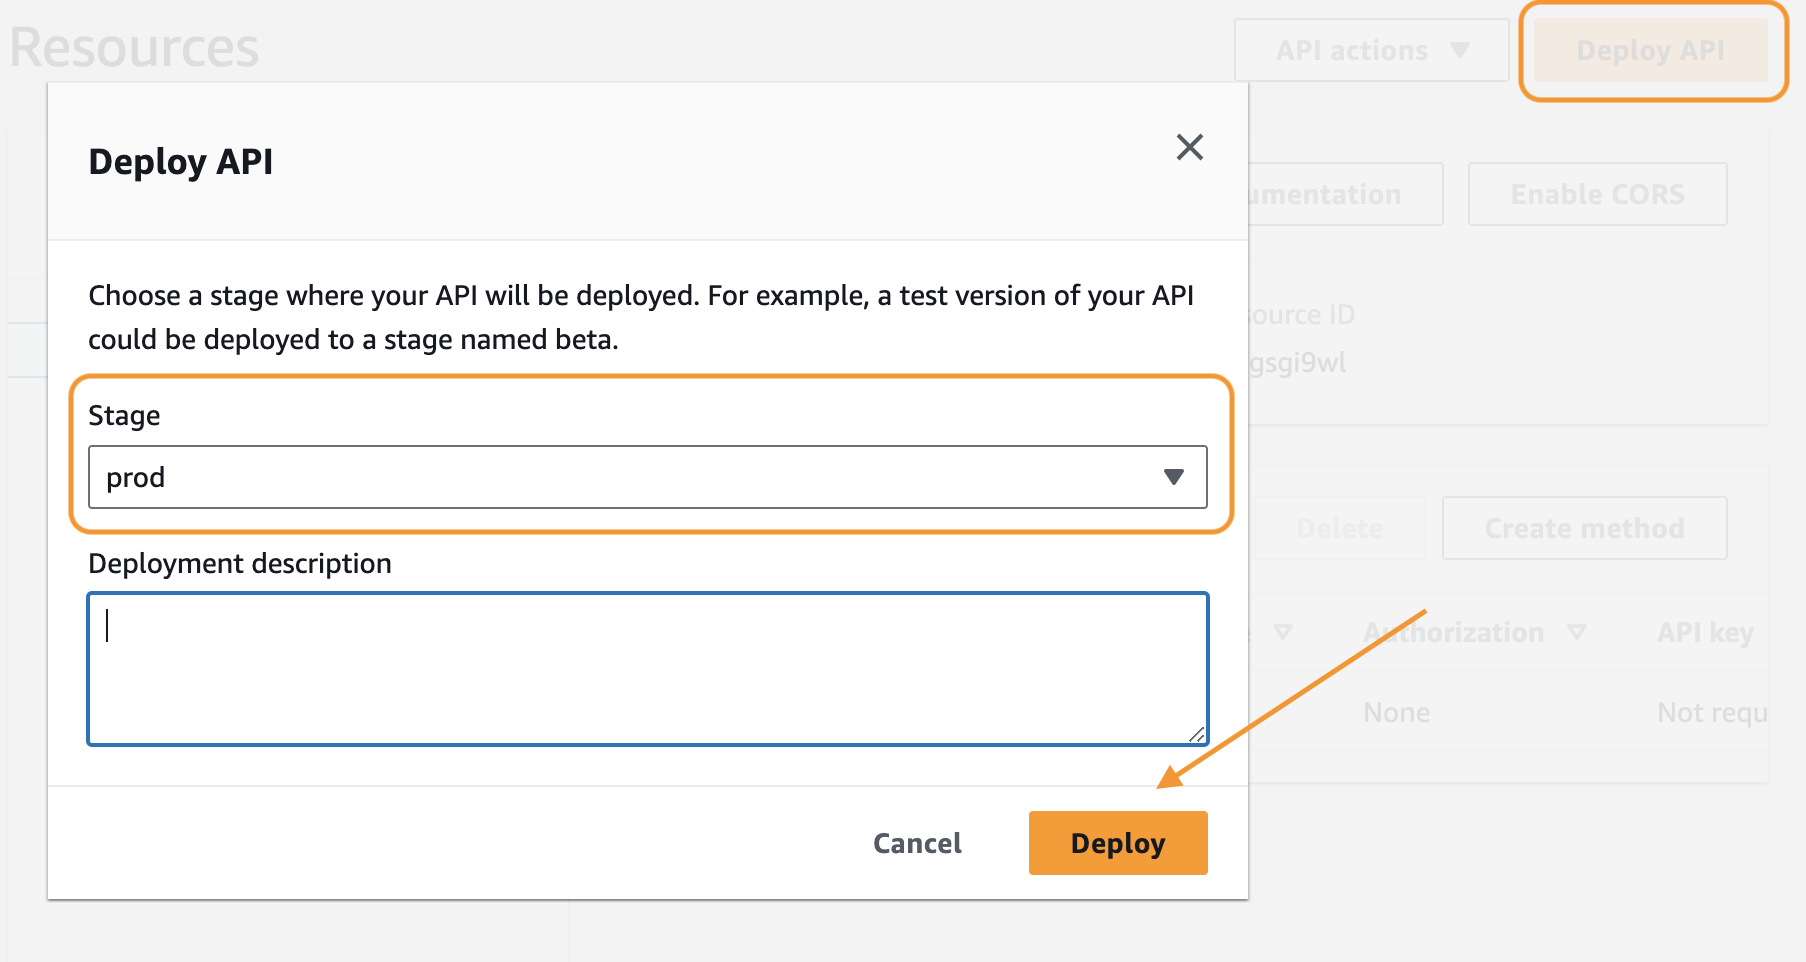 Resources
API actions
Deploy API
Deploy API
umentation
Enable CORS
Choose a stage where your API will be deployed. For example, a test version of your API
could be deployed to a stage named beta.
source ID
gsgi9wl
Stage
prod
Delete
Create method
Deployment description
Authorization
API key
None
Not requ
Cancel
Deploy